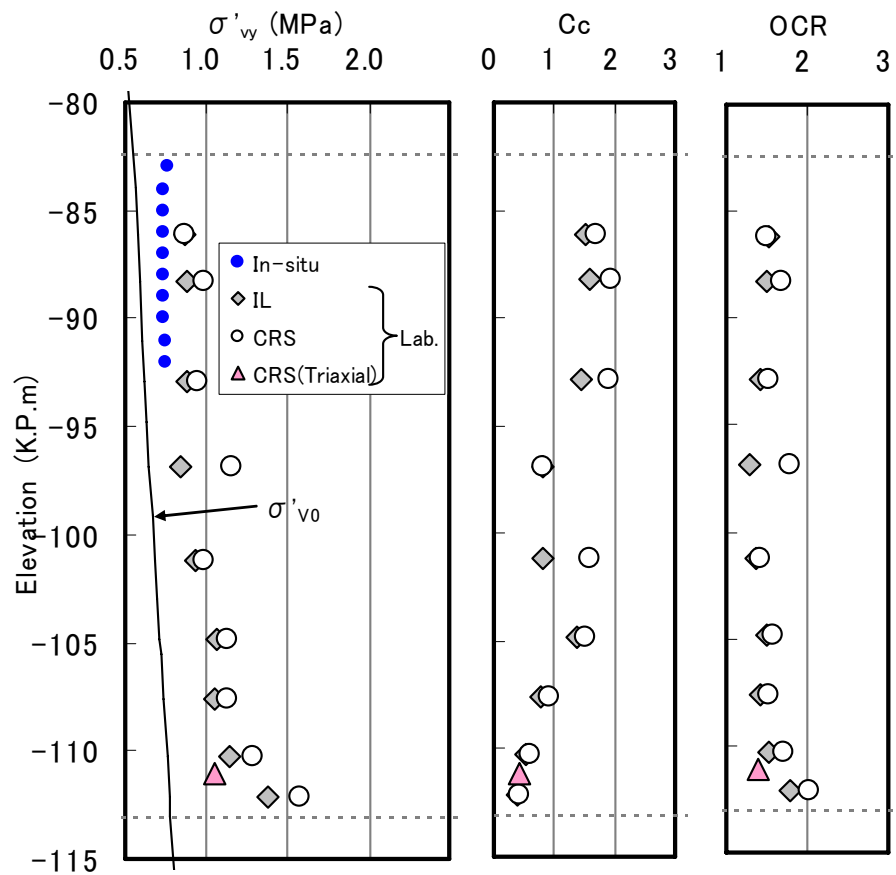 σ'vy (MPa)
Cc
OCR
0.5 1.0 1.5 2.0
0 1 2 3
1 2 3
-80
-85
-90
-95
-100
-105
-110
-115
Elevation (K.P.m)
In-situ
IL
CRS
CRS(Triaxial)
Lab.
σ'V0